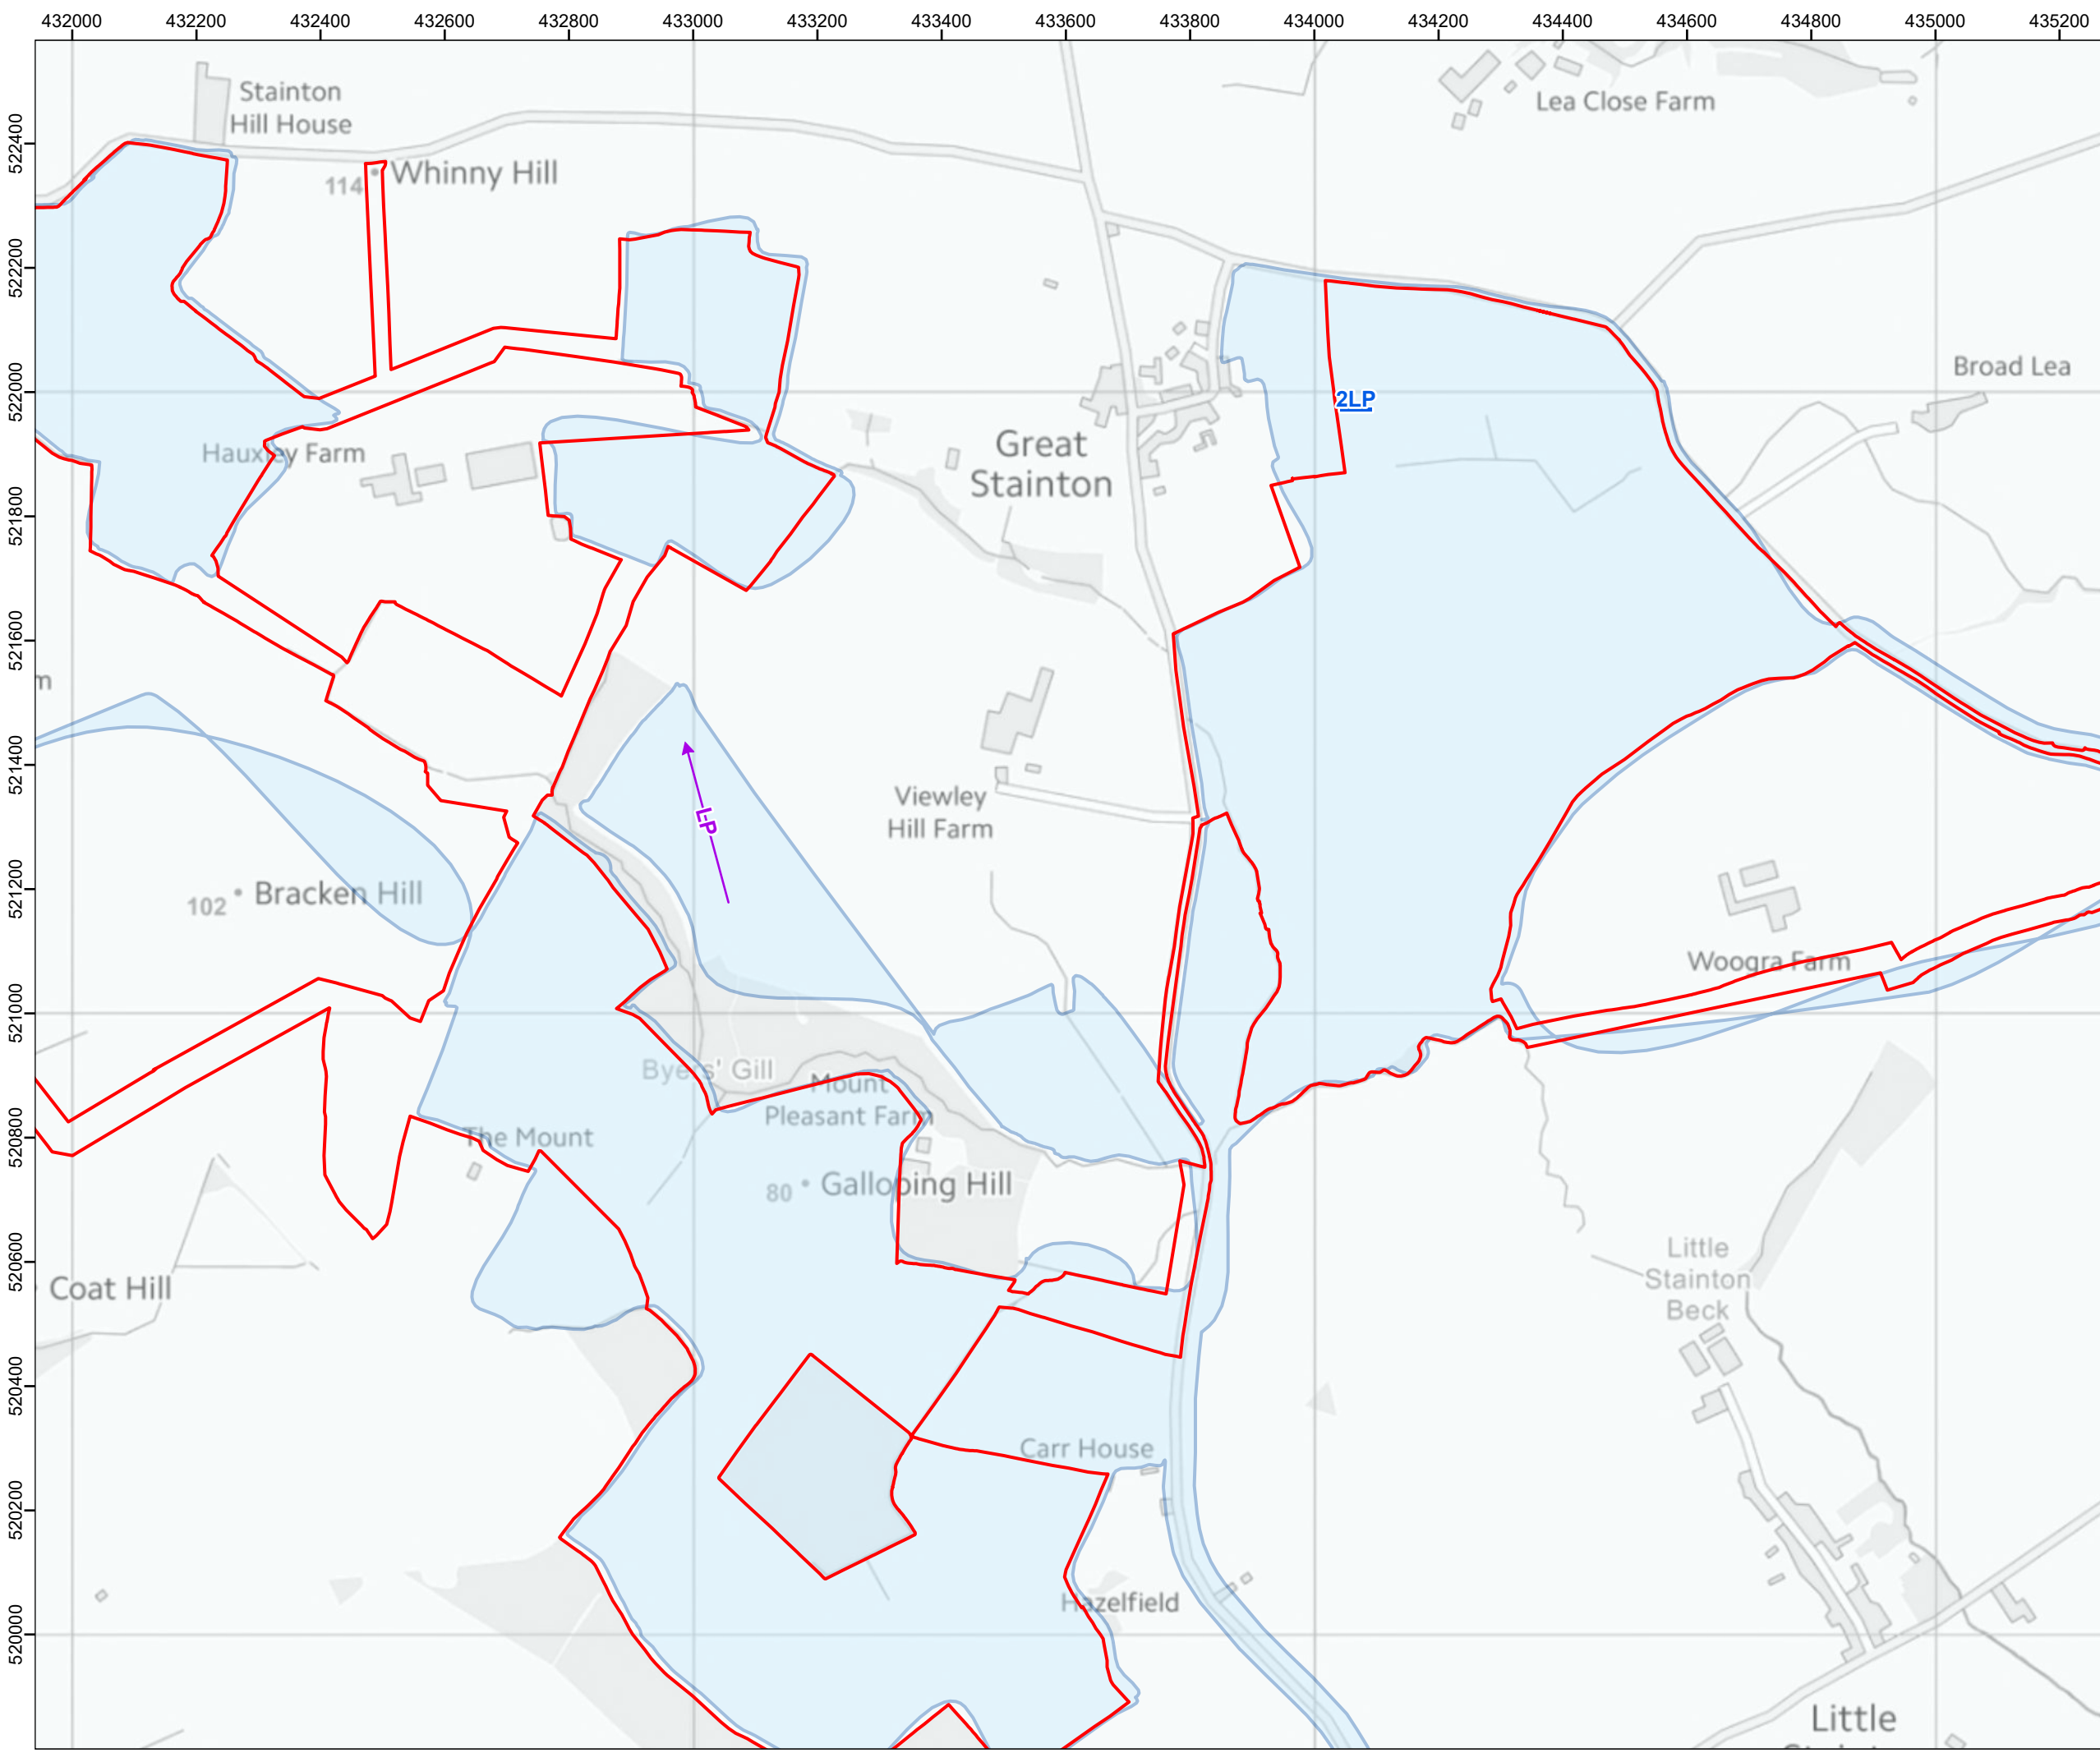 432000 432200 432400 432600 432800 433000 433200 433400 433600 433800 434000 434200 434400 434600 434800 435000 435200
522400
522200
522000
521800
521600
521400
521200
521000
520800
520600
520400
520200
520000
Stainton
Hill House
Lea Close Farm
114
Whinny Hill
Broad Lea
2LP
Hauxley Farm
Great
Stainton
m
Viewley
Hill Farm
L-P
102
Bracken Hill
Woogra Farm
Byers' Gill
Mount
Pleasant Farm
The Mount
80
Galloping Hill
Coat Hill
Little
Stainton
Beck
Carr House
Hazelfield
Little